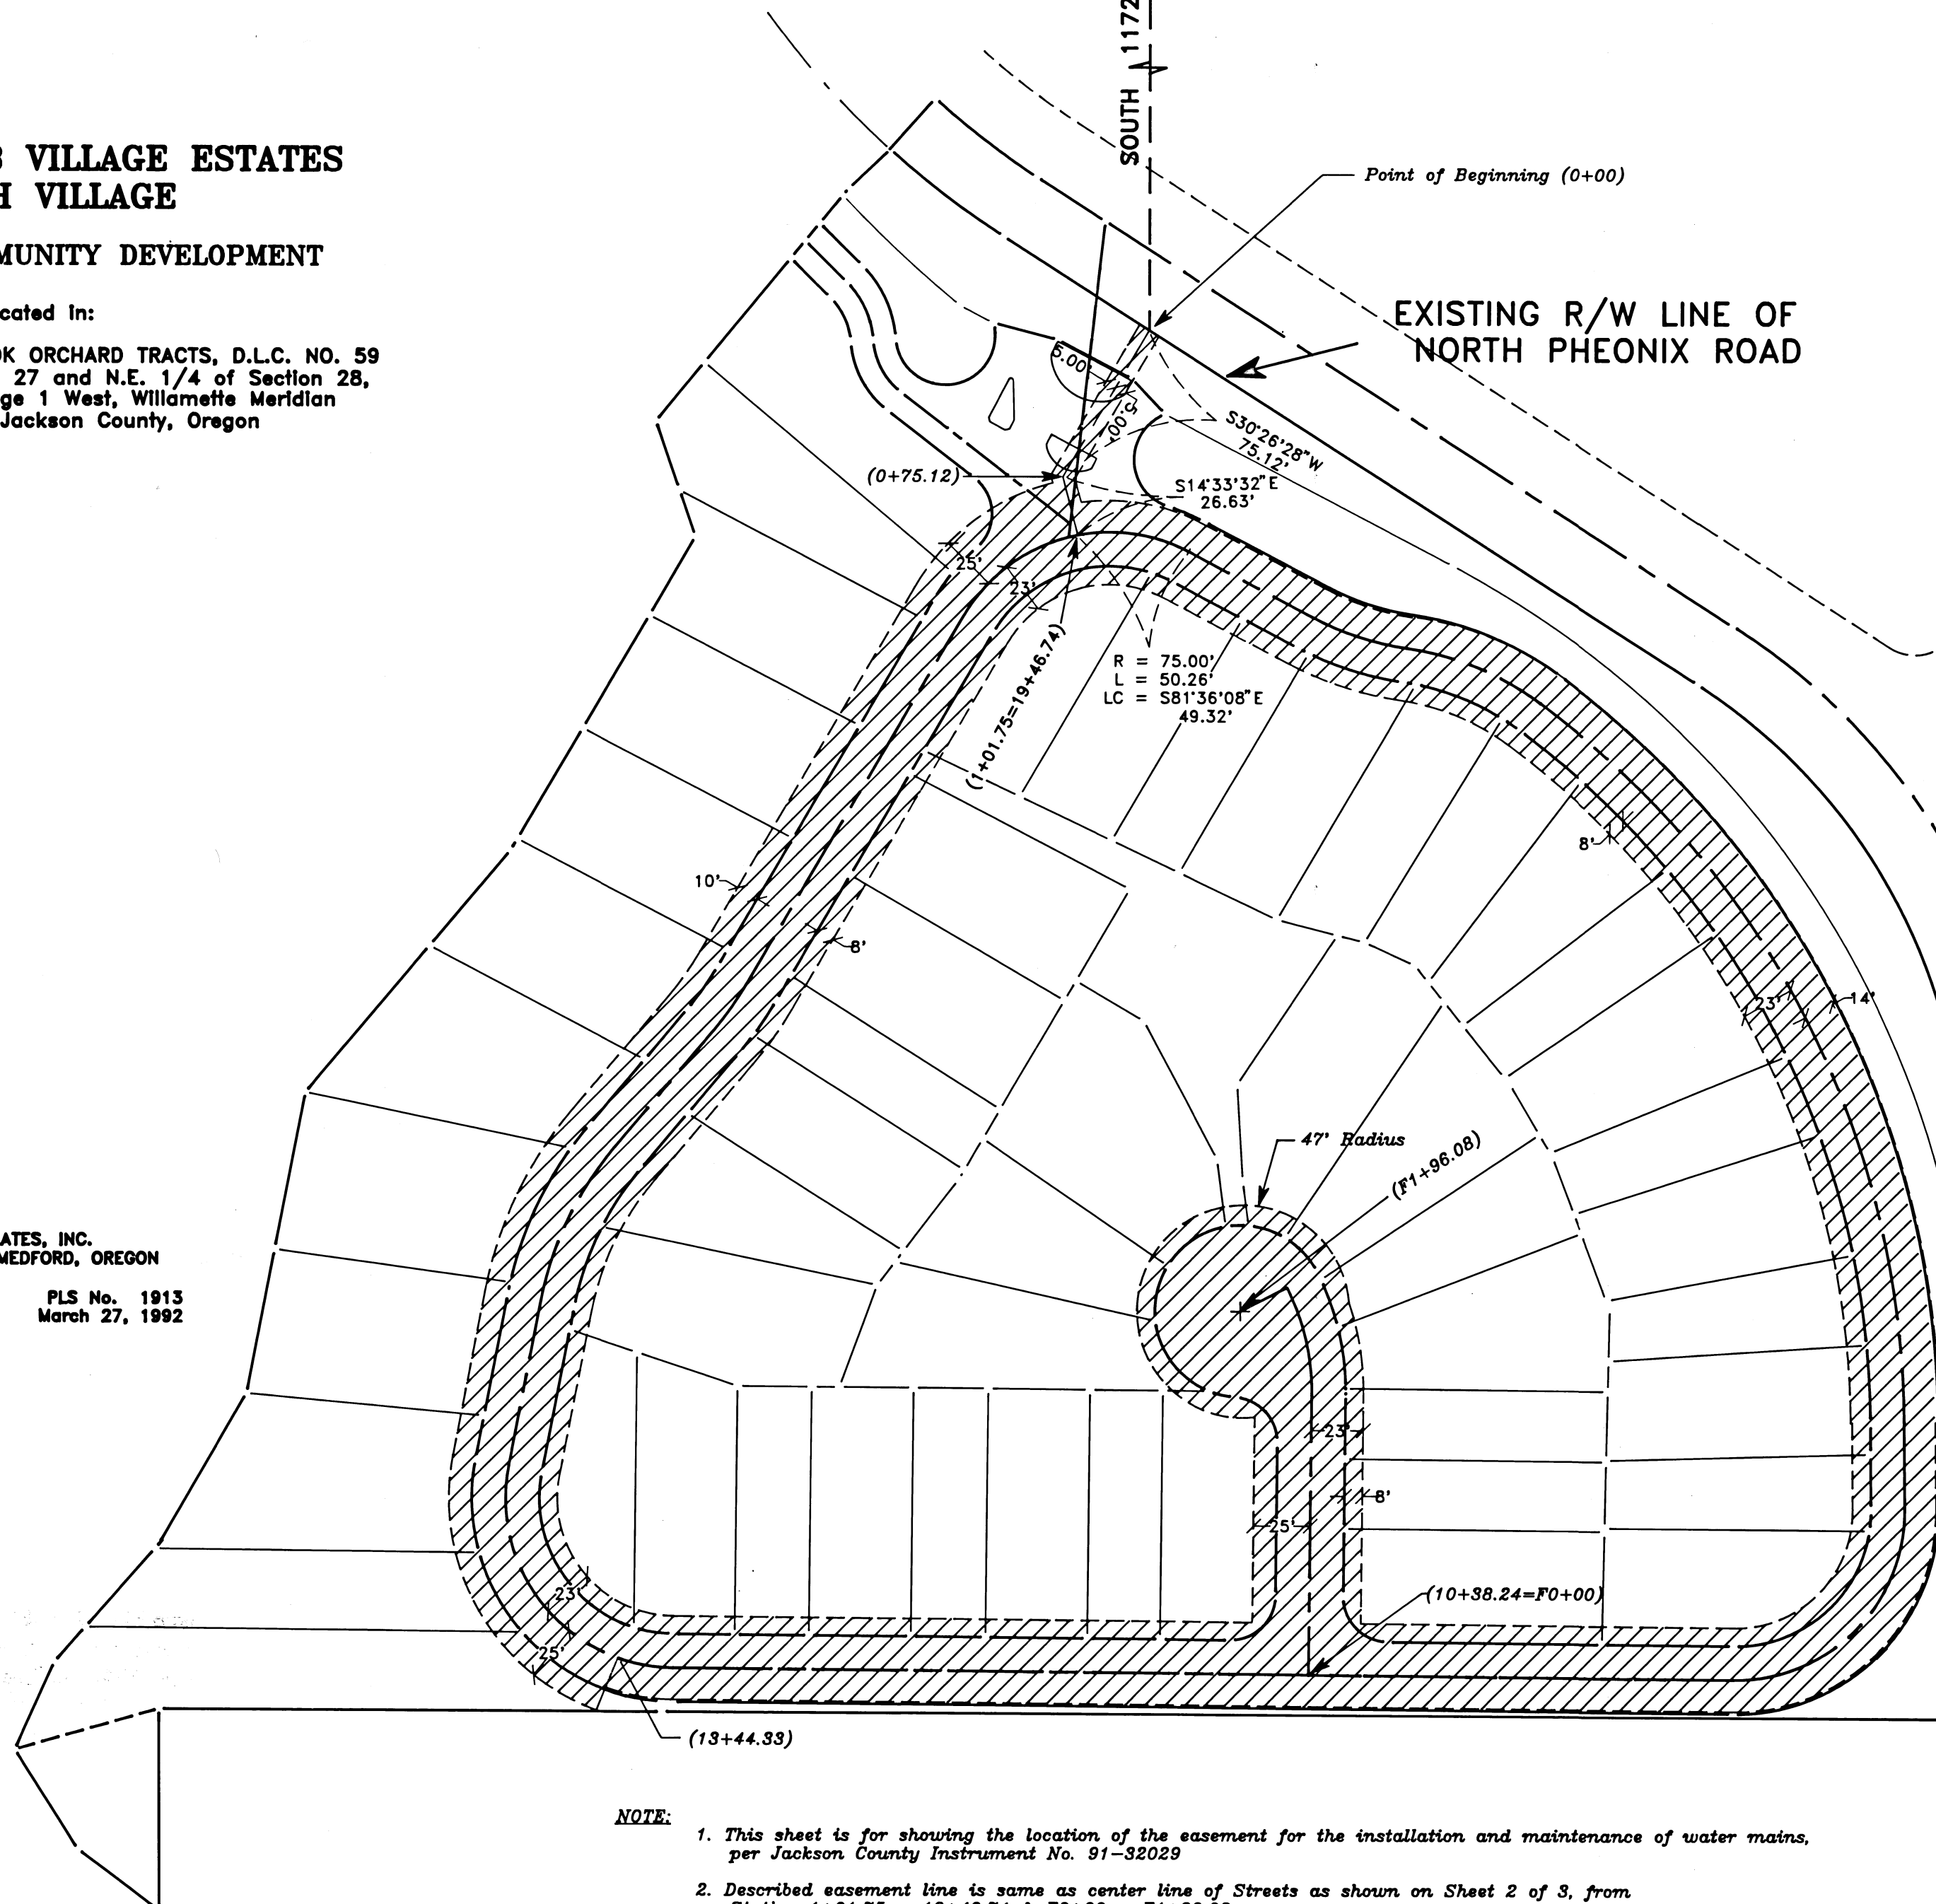 VILLAGE ESTATES
H VILLAGE
MUNITY DEVELOPMENT
cated in:
OK ORCHARD TRACTS, D.L.C. NO. 59
27 and N.E. 1/4 of Section 28,
ge 1 West, Willamette Meridian
Jackson County, Oregon
SOUTH 1172
Point of Beginning (0+00)
EXISTING R/W LINE OF
NORTH PHEONIX ROAD
5.00'
5.00'
S30°26'28"W
75.12'
(0+75.12)
S14°33'32"E
26.63'
25'
23'
(1+01.75=19+46.74)
R = 75.00'
L = 50.26'
LC = S81°36'08"E
49.32'
8'
10'
8'
23'
14'
47' Radius
(F1+96.08)
ATES, INC.
MEDFORD, OREGON
PLS No. 1913
March 27, 1992
23'
8'
25'
23'
(10+38.24=F0+00)
25'
(13+44.33)
NOTE:
1. This sheet is for showing the location of the easement for the installation and maintenance of water mains,
per Jackson County Instrument No. 91-32029
2. Described easement line is same as center line of Streets as shown on Sheet 2 of 3, from